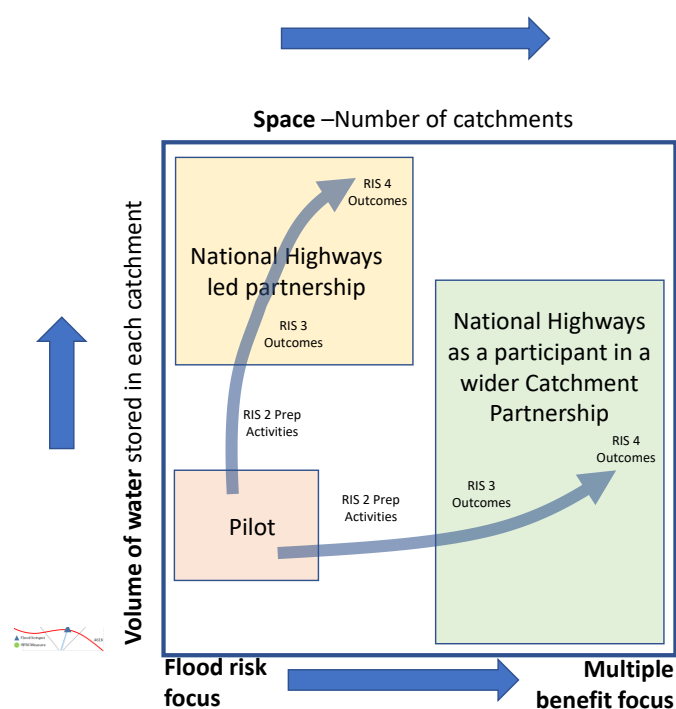 Space –Number of catchments
RIS 4
Outcomes
National Highways
led partnership
RIS 3
Outcomes
National Highways
as a participant in a
wider Catchment
Partnership
RIS 2 Prep
Activities
RIS 4
Outcomes
RIS 3
Outcomes
RIS 2 Prep
Activities
Pilot
Volume of water stored in each catchment
Flood risk
focus
Multiple
benefit focus